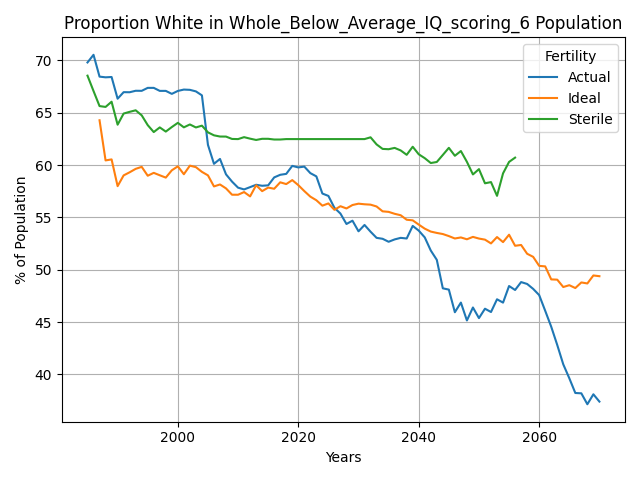 Proportion White in Whole_Below_Average_IQ_scoring_6 Population
Fertility
Actual
Ideal
Sterile
% of Population
70
65
60
55
50
45
40
2000
2020
2040
2060
Years